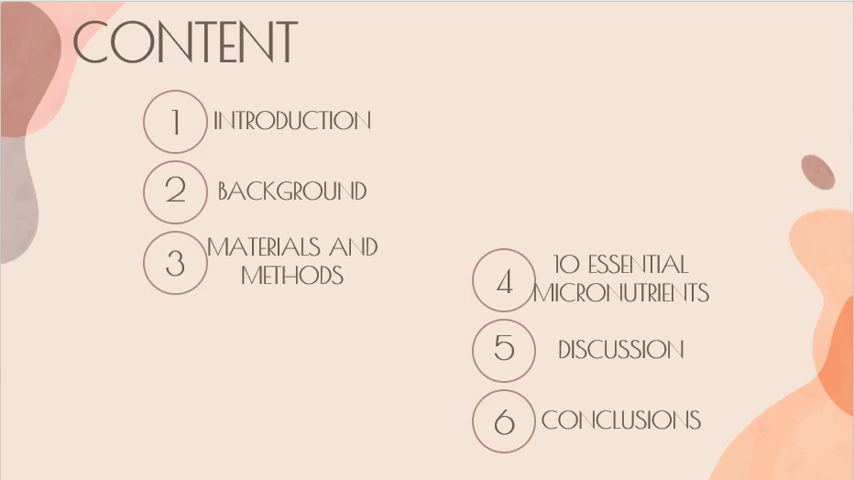 CONTENT
1 INTRODUCTION
2 BACKGROUND
3 MATERIALS AND
METHODS
4 10 ESSENTIAL
MICRONUTRIENTS
5 DISCUSSION
6 CONCLUSIONS